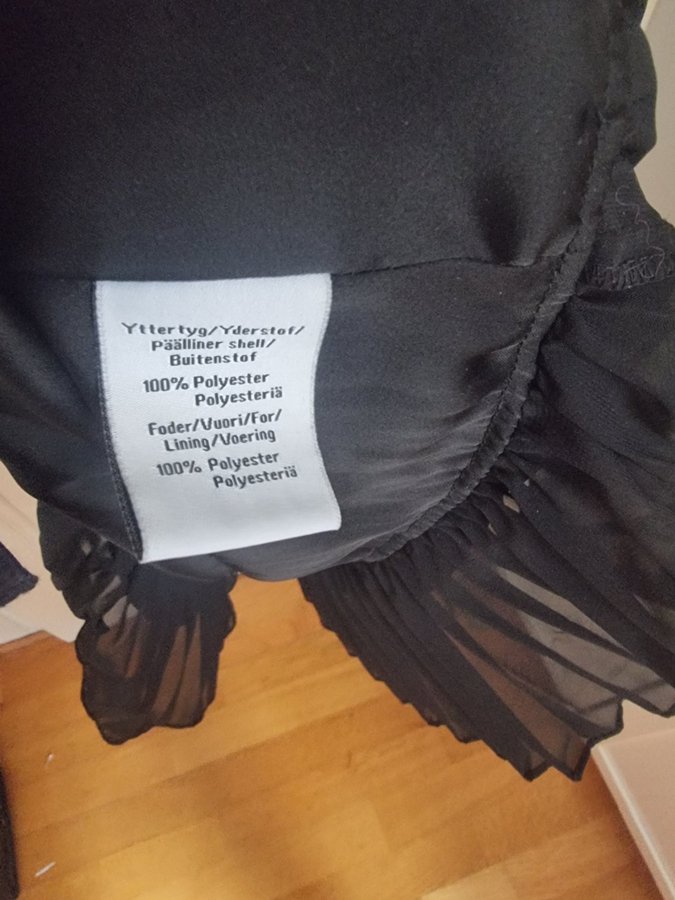 Yttertyg/Yderstof/
Päälliner shell/
Buitenstof
100% Polyester
Polyesteriä
Foder/Vuori/For/
Lining/Voering
100% Polyester
Polyesteriä